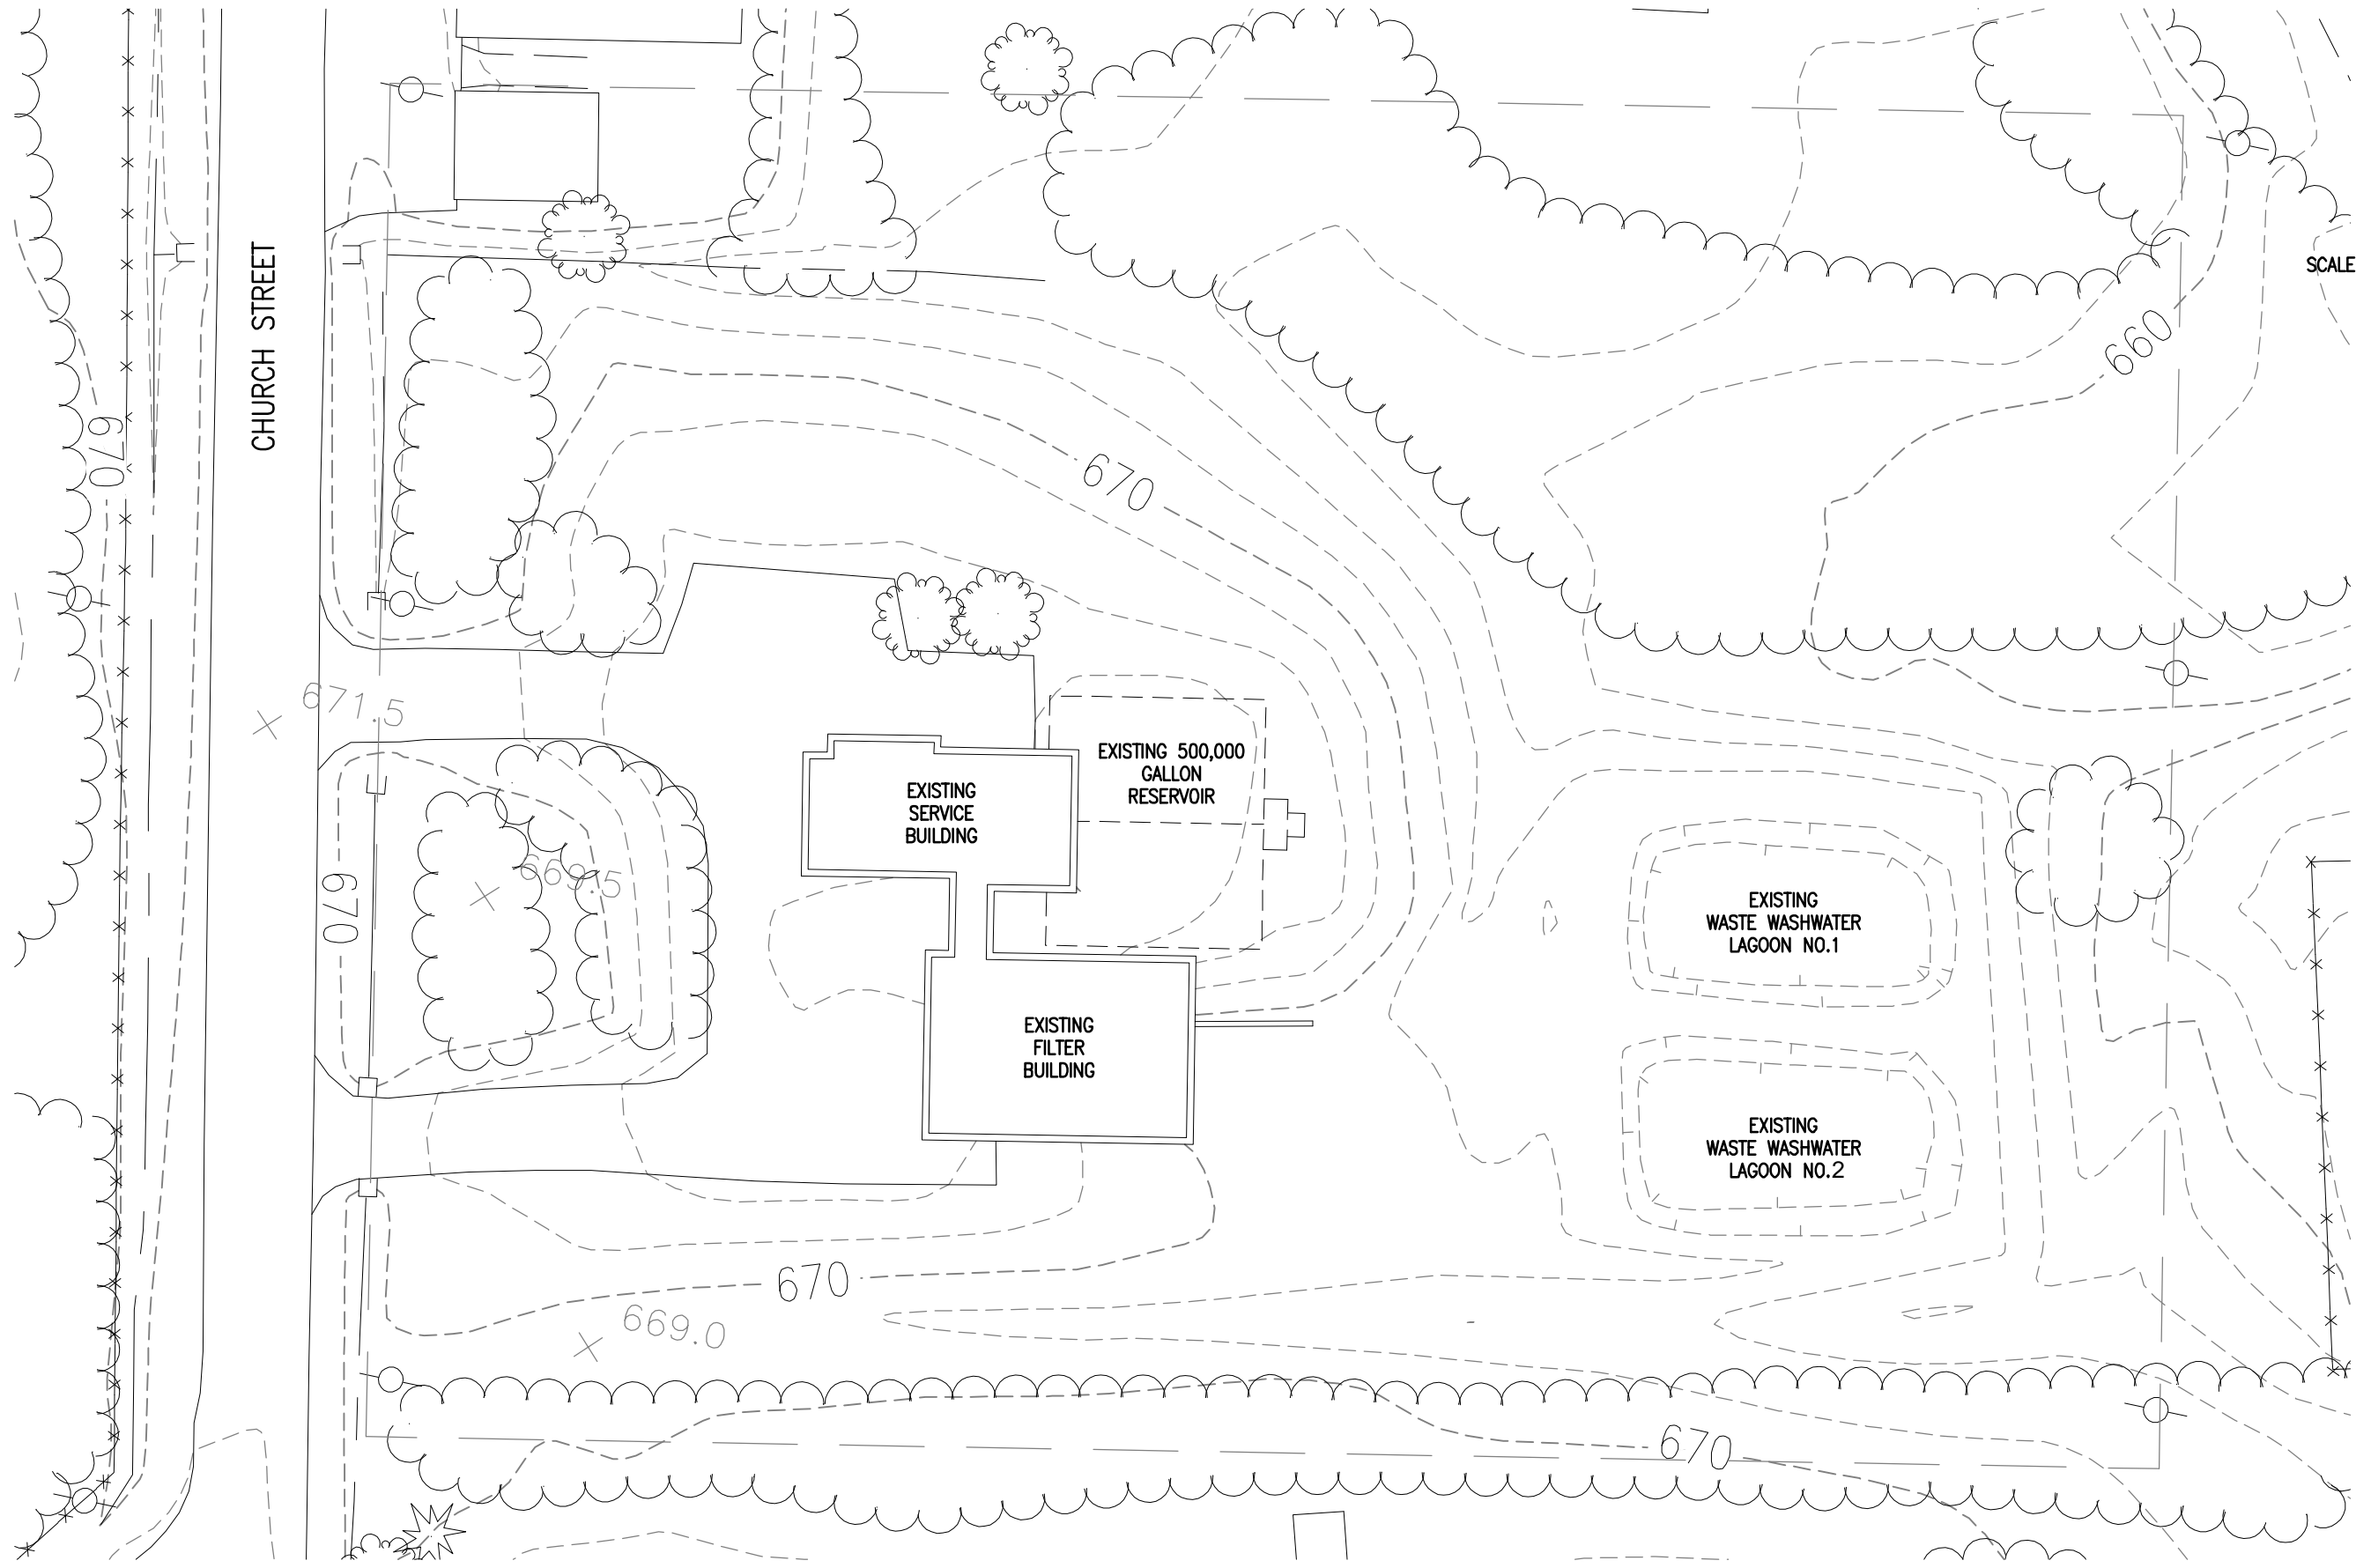 CHURCH STREET
SCALE
660
670
670
671.5
EXISTING 500,000
GALLON
RESERVOIR
EXISTING
SERVICE
BUILDING
669.5
670
EXISTING
WASTE WASHWATER
LAGOON NO.1
EXISTING
FILTER
BUILDING
EXISTING
WASTE WASHWATER
LAGOON NO.2
670
669.0
670